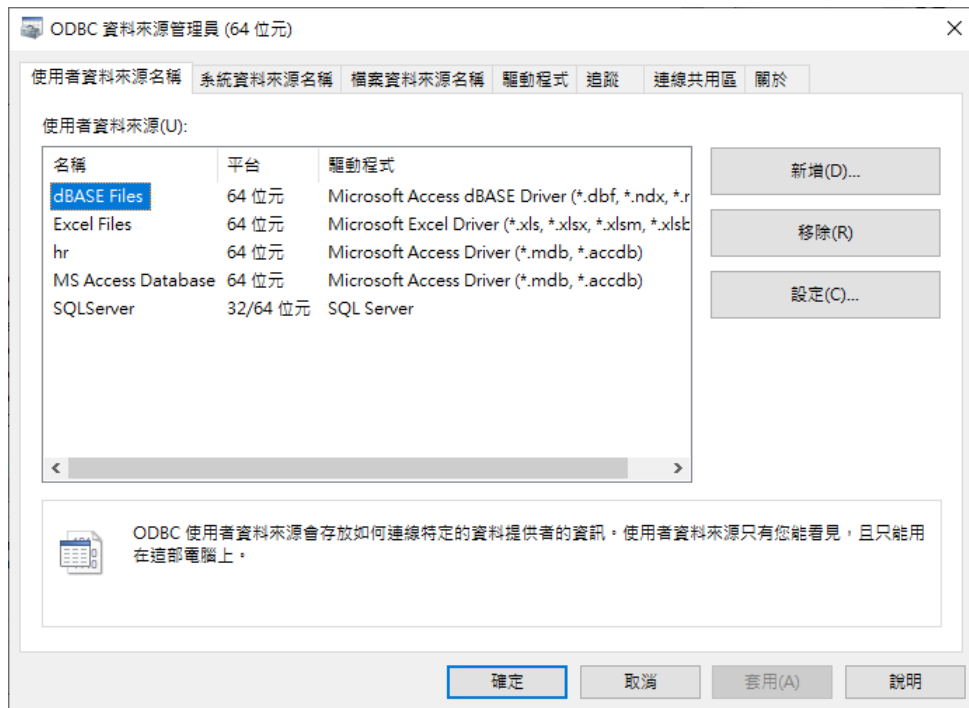 ODBC 資料來源管理員 (64 位元)
使用者資料來源名稱 系統資料來源名稱 檔案資料來源名稱 驅動程式 追蹤 連線共用區 關於
使用者資料來源(U):
名稱 平台 驅動程式
dBASE Files 64 位元 Microsoft Access dBASE Driver (*.dbf, *.ndx, *.r
Excel Files 64 位元 Microsoft Excel Driver (*.xls, *.xlsx, *.xlsm, *.xlsb
hr 64 位元 Microsoft Access Driver (*.mdb, *.accdb)
MS Access Database 64 位元 Microsoft Access Driver (*.mdb, *.accdb)
SQLServer 32/64 位元 SQL Server
新增(D)...
移除(R)
設定(C)...
ODBC 使用者資料來源會存放如何連線特定的資料提供者的資訊。使用者資料來源只有您能看見，且只能用
在這部電腦上。
確定 取消 套用(A) 說明